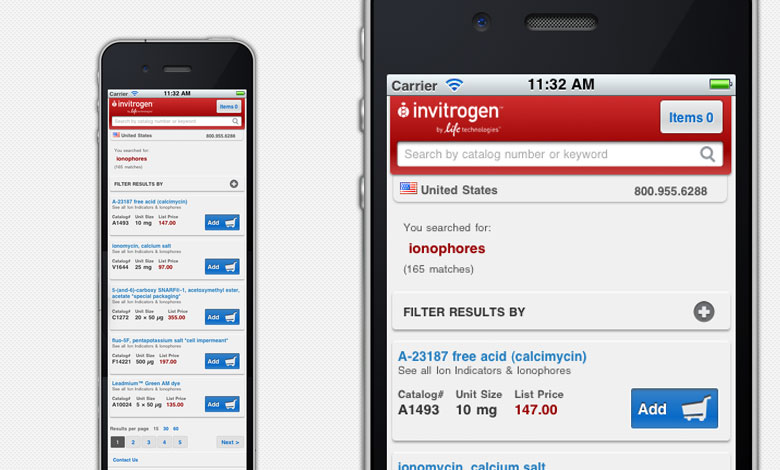 Carrier 11:32 AM
invitrogen™
by life technologies™
Items 0
Search by catalog number or keyword
United States 800.955.6288
You searched for:
ionophores
(165 matches)
FILTER RESULTS BY
A-23187 free acid (calcimycin)
See all Ion Indicators & Ionophores
Catalog# Unit Size List Price
A1493 10 mg 147.00
Add
ionomycin, calcium salt
See all Ion Indicators & Ionophores
Catalog# Unit Size List Price
V1644 25 mg 97.00
Add
5-(and-6)-carboxy SNARF®-1, acetoxymethyl ester,
acetate "special packaging"
See all Ion Indicators & Ionophores
Catalog# Unit Size List Price
C1272 20 x 50 µg 355.00
Add
fluo-5F, pentapotassium salt "cell impermeant"
See all Ion Indicators & Ionophores
Catalog# Unit Size List Price
F14221 500 µg 197.00
Add
Leadmium™ Green AM dye
See all Ion Indicators & Ionophores
Catalog# Unit Size List Price
A10024 5 x 50 µg 135.00
Add
Results per page 15 30 60
1 2 3 4 5 Next >
Contact Us
Carrier 11:32 AM
invitrogen™
by life technologies™
Items 0
Search by catalog number or keyword
United States 800.955.6288
You searched for:
ionophores
(165 matches)
FILTER RESULTS BY
A-23187 free acid (calcimycin)
See all Ion Indicators & Ionophores
Catalog# Unit Size List Price
A1493 10 mg 147.00
Add
ionomycin, calcium salt